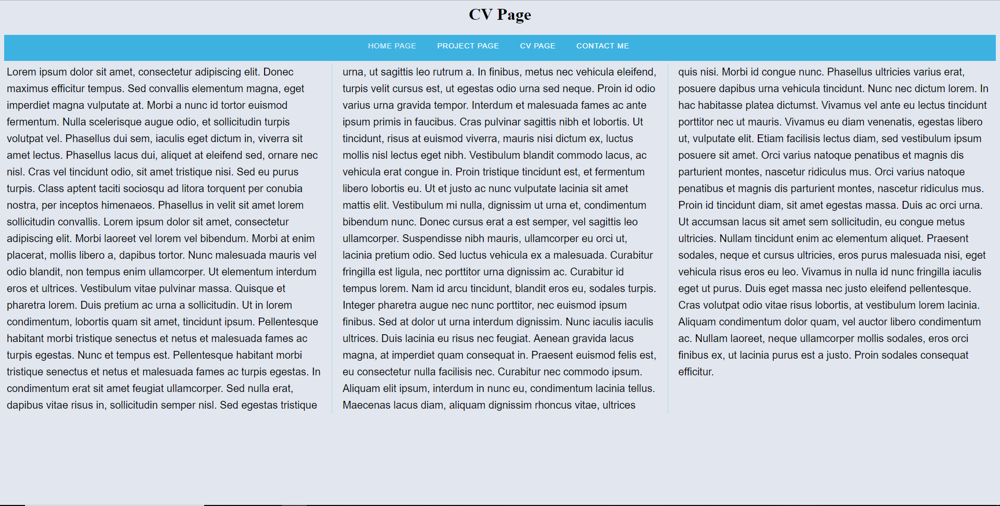 CV Page
HOME PAGE PROJECT PAGE CV PAGE CONTACT ME
Lorem ipsum dolor sit amet, consectetur adipiscing elit. Donec
maximus efficitur tempus. Sed convallis elementum magna, eget
imperdiet magna vulputate at. Morbi a nunc id tortor euismod
fermentum. Nulla scelerisque augue odio, et sollicitudin turpis
volutpat vel. Phasellus dui sem, iaculis eget dictum in, viverra sit
amet lectus. Phasellus lacus dui, aliquet at eleifend sed, ornare nec
nisl. Cras vel tincidunt odio, sit amet tristique nisi. Sed eu purus
turpis. Class aptent taciti sociosqu ad litora torquent per conubia
nostra, per inceptos himenaeos. Phasellus in velit sit amet lorem
sollicitudin convallis. Lorem ipsum dolor sit amet, consectetur
adipiscing elit. Morbi laoreet vel lorem vel bibendum. Morbi at enim
placerat, mollis libero a, dapibus tortor. Nunc malesuada mauris vel
odio blandit, non tempus enim ullamcorper. Ut elementum interdum
eros et ultrices. Vestibulum vitae pulvinar massa. Quisque et
pharetra lorem. Duis pretium ac urna a sollicitudin. Ut in lorem
condimentum, lobortis quam sit amet, tincidunt ipsum. Pellentesque
habitant morbi tristique senectus et netus et malesuada fames ac
turpis egestas. Nunc et tempus est. Pellentesque habitant morbi
tristique senectus et netus et malesuada fames ac turpis egestas. In
condimentum erat sit amet feugiat ullamcorper. Sed nulla erat,
dapibus vitae risus in, sollicitudin semper nisl. Sed egestas tristique
urna, ut sagittis leo rutrum a. In finibus, metus nec vehicula eleifend,
turpis velit cursus est, ut egestas odio urna sed neque. Proin id odio
varius urna gravida tempor. Interdum et malesuada fames ac ante
ipsum primis in faucibus. Cras pulvinar sagittis nibh et lobortis. Ut
tincidunt, risus at euismod viverra, mauris nisi dictum ex, luctus
mollis nisl lectus eget nibh. Vestibulum blandit commodo lacus, ac
vehicula erat congue in. Proin tristique tincidunt est, et fermentum
libero lobortis eu. Ut et justo ac nunc vulputate lacinia sit amet
mattis elit. Vestibulum mi nulla, dignissim ut urna et, condimentum
bibendum nunc. Donec cursus erat a est semper, vel sagittis leo
ullamcorper. Suspendisse nibh mauris, ullamcorper eu orci ut,
lacinia pretium odio. Sed luctus vehicula ex a malesuada. Curabitur
fringilla est ligula, nec porttitor urna dignissim ac. Curabitur id
tempus lorem. Nam id arcu tincidunt, blandit eros eu, sodales turpis.
Integer pharetra augue nec nunc porttitor, nec euismod ipsum
finibus. Sed at dolor ut urna interdum dignissim. Nunc iaculis iaculis
ultrices. Duis lacinia eu risus nec feugiat. Aenean gravida lacus
magna, at imperdiet quam consequat in. Praesent euismod felis est,
eu consectetur nulla facilisis nec. Curabitur nec commodo ipsum.
Aliquam elit ipsum, interdum in nunc eu, condimentum lacinia tellus.
Maecenas lacus diam, aliquam dignissim rhoncus vitae, ultrices
quis nisi. Morbi id congue nunc. Phasellus ultricies varius erat,
posuere dapibus urna vehicula tincidunt. Nunc nec dictum lorem. In
hac habitasse platea dictumst. Vivamus vel ante eu lectus tincidunt
porttitor nec ut mauris. Vivamus eu diam venenatis, egestas libero
ut, vulputate elit. Etiam facilisis lectus diam, sed vestibulum ipsum
posuere sit amet. Orci varius natoque penatibus et magnis dis
parturient montes, nascetur ridiculus mus. Orci varius natoque
penatibus et magnis dis parturient montes, nascetur ridiculus mus.
Proin id tincidunt diam, sit amet egestas massa. Duis ac orci urna.
Ut accumsan lacus sit amet sem sollicitudin, eu congue metus
ultricies. Nullam tincidunt enim ac elementum aliquet. Praesent
sodales, neque et cursus ultricies, eros purus malesuada nisi, eget
vehicula risus eros eu leo. Vivamus in nulla id nunc fringilla iaculis
eget ut purus. Duis eget massa nec justo eleifend pellentesque.
Cras volutpat odio vitae risus lobortis, at vestibulum lorem lacinia.
Aliquam condimentum dolor quam, vel auctor libero condimentum
ac. Nullam laoreet, neque ullamcorper mollis sodales, eros orci
finibus ex, ut lacinia purus est a justo. Proin sodales consequat
efficitur.